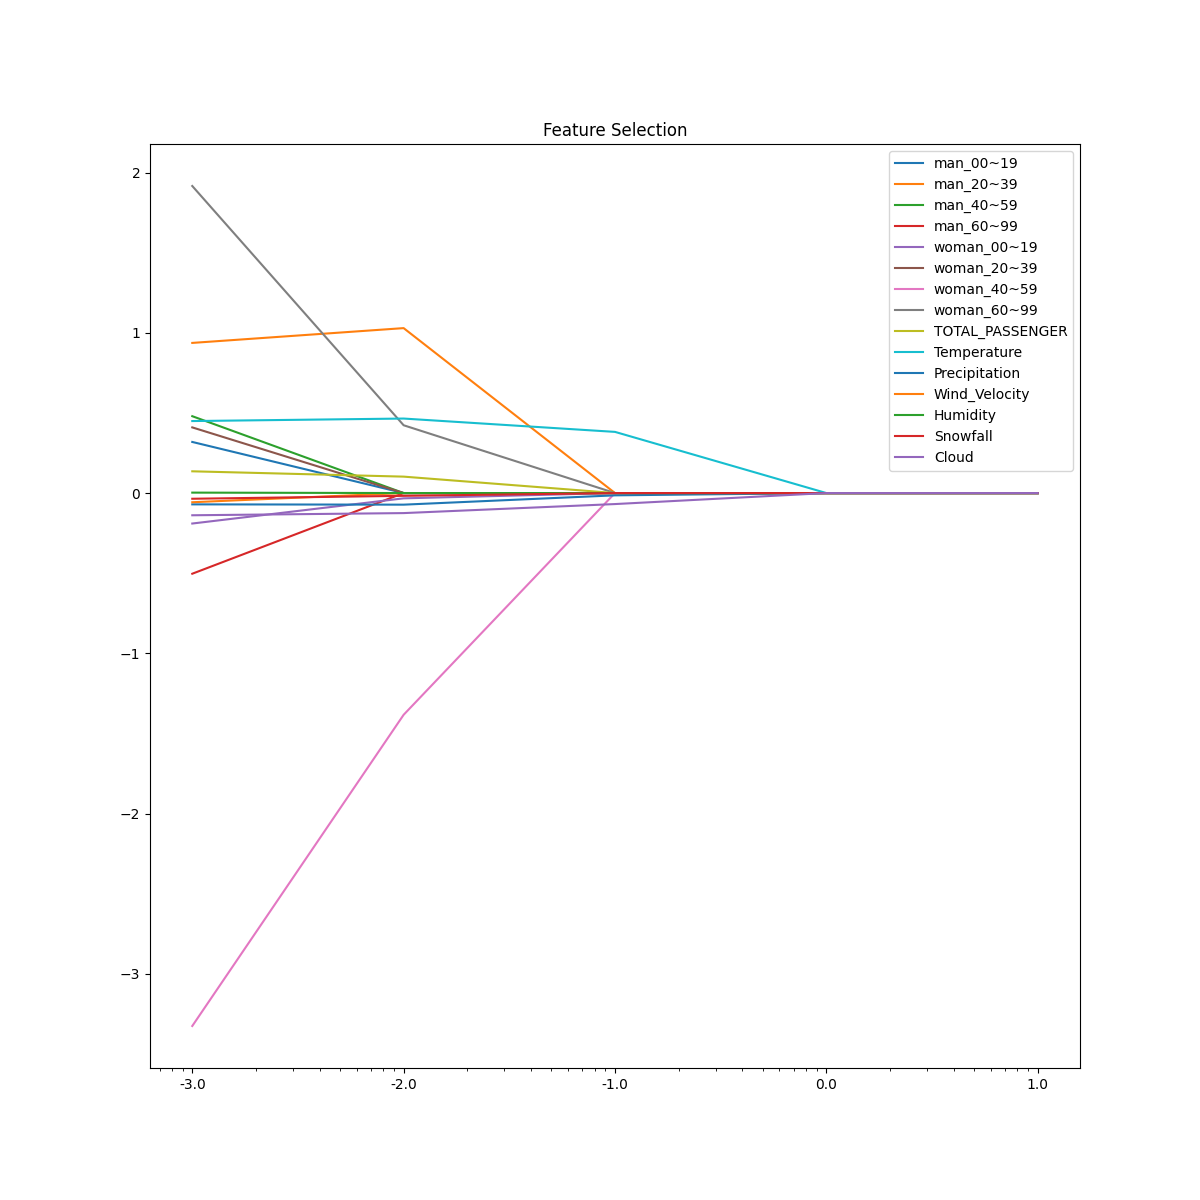 Feature Selection
2
1
0
−1
−2
−3
-3.0
-2.0
-1.0
0.0
1.0
man_00~19
man_20~39
man_40~59
man_60~99
woman_00~19
woman_20~39
woman_40~59
woman_60~99
TOTAL_PASSENGER
Temperature
Precipitation
Wind_Velocity
Humidity
Snowfall
Cloud